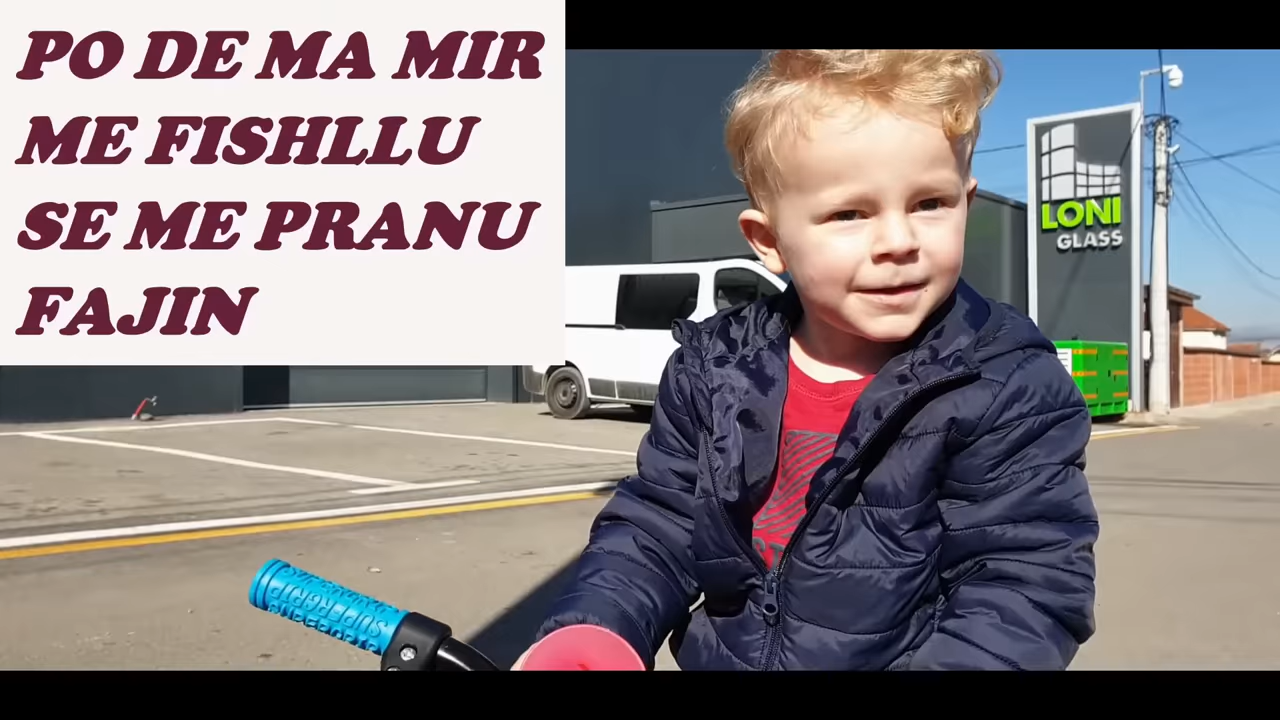 PO DE MA MIR
ME FISHLLU
SE ME PRANU
FAJIN
LONI
GLASS
SUPERGRIP